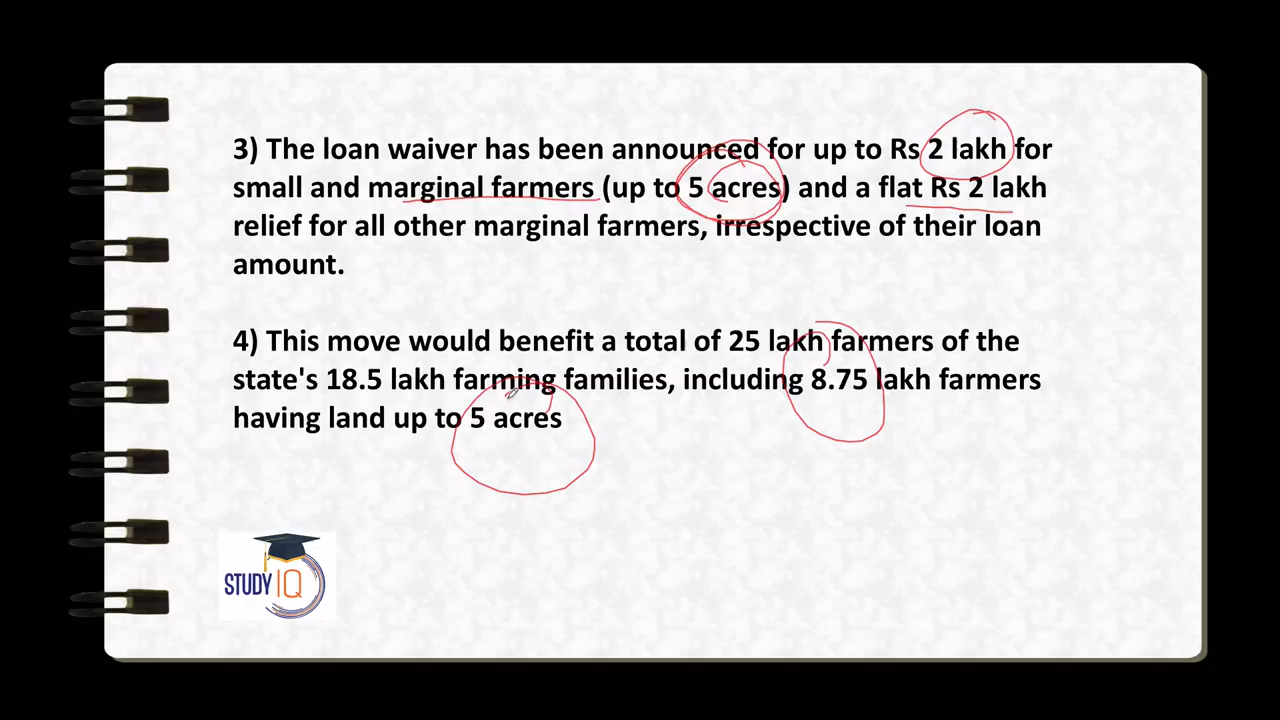 3) The loan waiver has been announced for up to Rs 2 lakh for
small and marginal farmers (up to 5 acres) and a flat Rs 2 lakh
relief for all other marginal farmers, irrespective of their loan
amount.
4) This move would benefit a total of 25 lakh farmers of the
state's 18.5 lakh farming families, including 8.75 lakh farmers
having land up to 5 acres
STUDY IQ